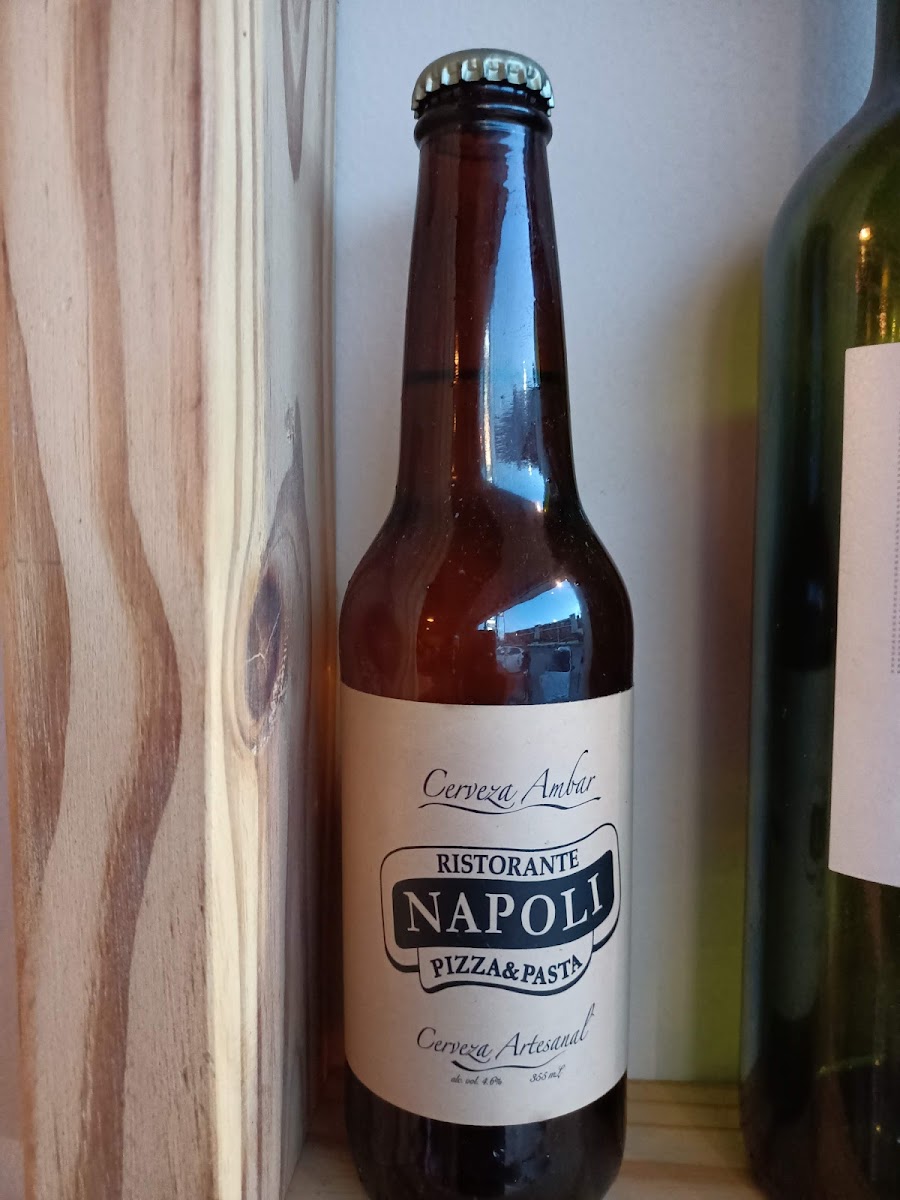 Cerveza Ambar
RISTORANTE
NAPOLI
PIZZA&PASTA
Cerveza Artesanal
alc. vol. 4.6% 355 ml